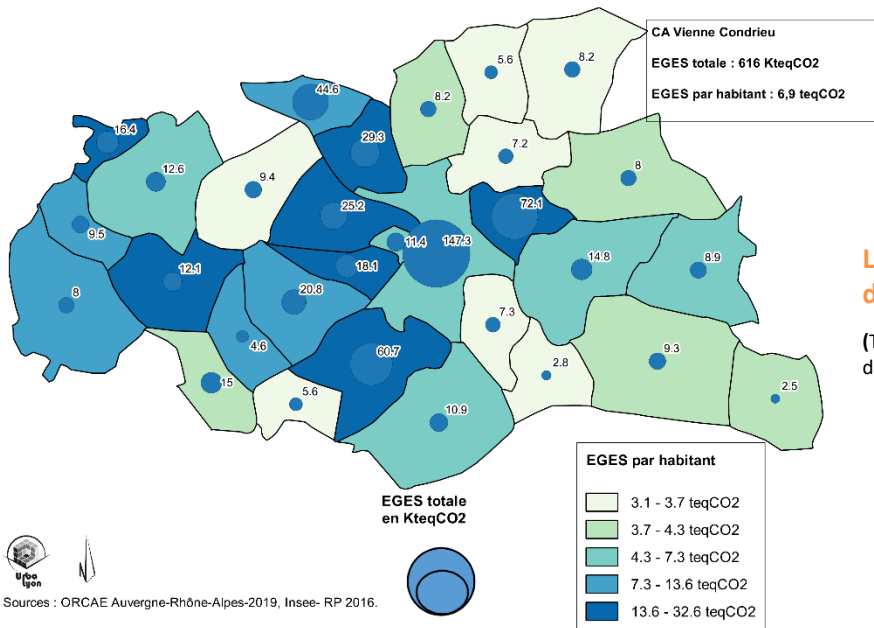 CA Vienne Condrieu
EGES totale : 616 KteqCO2
EGES par habitant : 6,9 teqCO2
5.6
8.2
44.6
8.2
16.4
29.3
7.2
12.6
9.4
8
25.2
72.1
9.5
11.4
147.3
18.1
14.8
8.9
12.1
20.8
8
7.3
4.6
60.7
9.3
2.8
15
5.6
2.5
10.9
L
d
(T
d
EGES totale
en KteqCO2
EGES par habitant
3.1 - 3.7 teqCO2
3.7 - 4.3 teqCO2
4.3 - 7.3 teqCO2
7.3 - 13.6 teqCO2
13.6 - 32.6 teqCO2
Urba
Lyon
N
Sources : ORCAE Auvergne-Rhône-Alpes-2019, Insee- RP 2016.